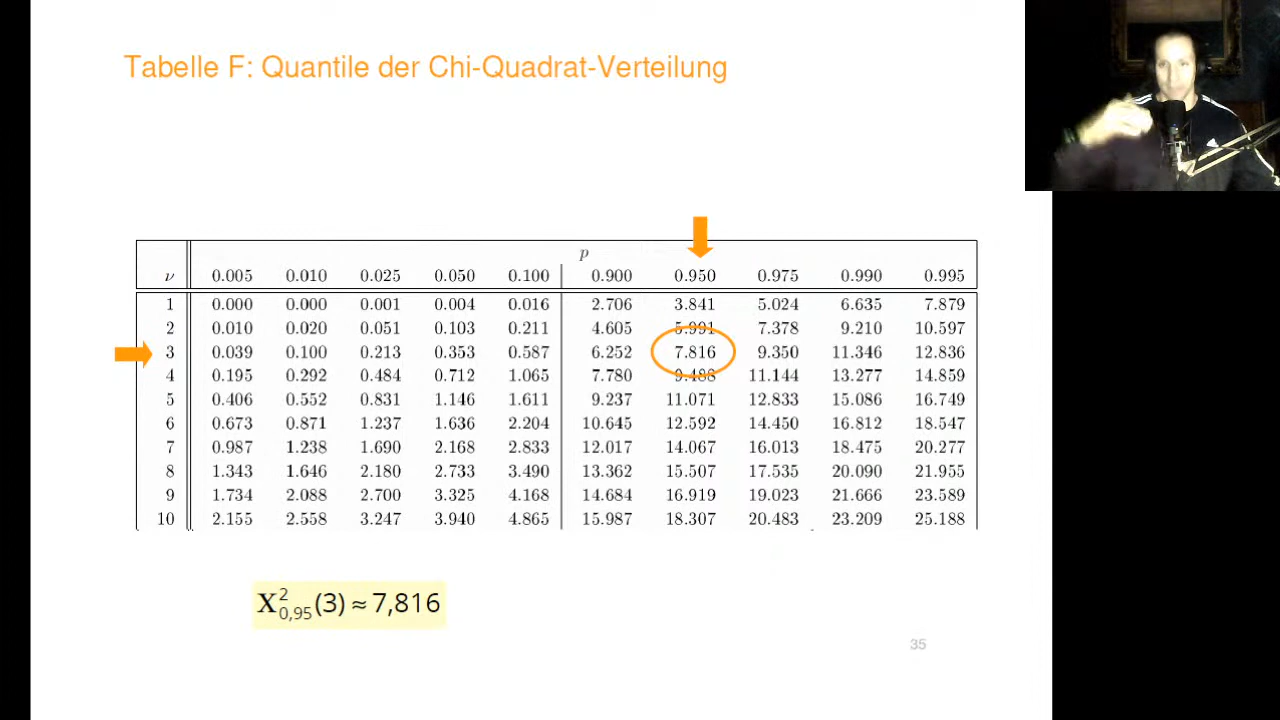 Tabelle F: Quantile der Chi-Quadrat-Verteilung
p
ν 0.005 0.010 0.025 0.050 0.100 0.900 0.950 0.975 0.990 0.995
1 0.000 0.000 0.001 0.004 0.016 2.706 3.841 5.024 6.635 7.879
2 0.010 0.020 0.051 0.103 0.211 4.605 5.991 7.378 9.210 10.597
3 0.039 0.100 0.213 0.353 0.587 6.252 7.816 9.350 11.346 12.836
4 0.195 0.292 0.484 0.712 1.065 7.780 9.488 11.144 13.277 14.859
5 0.406 0.552 0.831 1.146 1.611 9.237 11.071 12.833 15.086 16.749
6 0.673 0.871 1.237 1.636 2.204 10.645 12.592 14.450 16.812 18.547
7 0.987 1.238 1.690 2.168 2.833 12.017 14.067 16.013 18.475 20.277
8 1.343 1.646 2.180 2.733 3.490 13.362 15.507 17.535 20.090 21.955
9 1.734 2.088 2.700 3.325 4.168 14.684 16.919 19.023 21.666 23.589
10 2.155 2.558 3.247 3.940 4.865 15.987 18.307 20.483 23.209 25.188
X²₀,₉₅(3) ≈ 7,816
35